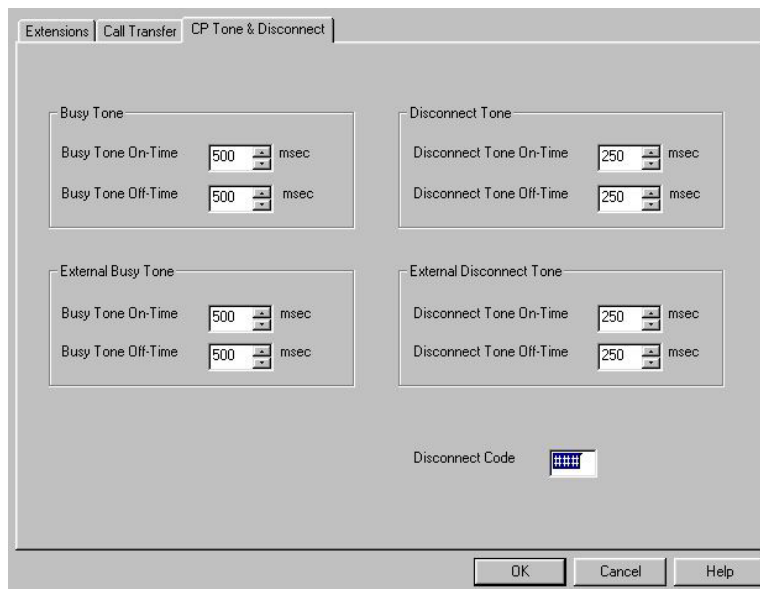 Extensions Call Transfer CP Tone & Disconnect
Busy Tone
Busy Tone On-Time 500 msec
Busy Tone Off-Time 500 msec
Disconnect Tone
Disconnect Tone On-Time 250 msec
Disconnect Tone Off-Time 250 msec
External Busy Tone
Busy Tone On-Time 500 msec
Busy Tone Off-Time 500 msec
External Disconnect Tone
Disconnect Tone On-Time 250 msec
Disconnect Tone Off-Time 250 msec
Disconnect Code ###
OK Cancel Help